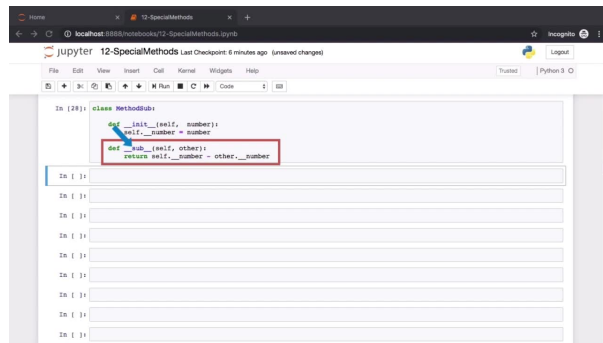 Home
12-SpecialMethods
localhost:8888/notebooks/12-SpecialMethods.ipynb
Incognito
jupyter 12-SpecialMethods Last Checkpoint: 6 minutes ago (unsaved changes)
Logout
File Edit View Insert Cell Kernel Widgets Help
Trusted Python 3
Run Code
In [28]: class MethodSub:
def __init__(self, number):
self.__number = number
def __sub__(self, other):
return self.__number - other.__number
In [ ]:
In [ ]:
In [ ]:
In [ ]:
In [ ]:
In [ ]:
In [ ]:
In [ ]:
In [ ]: